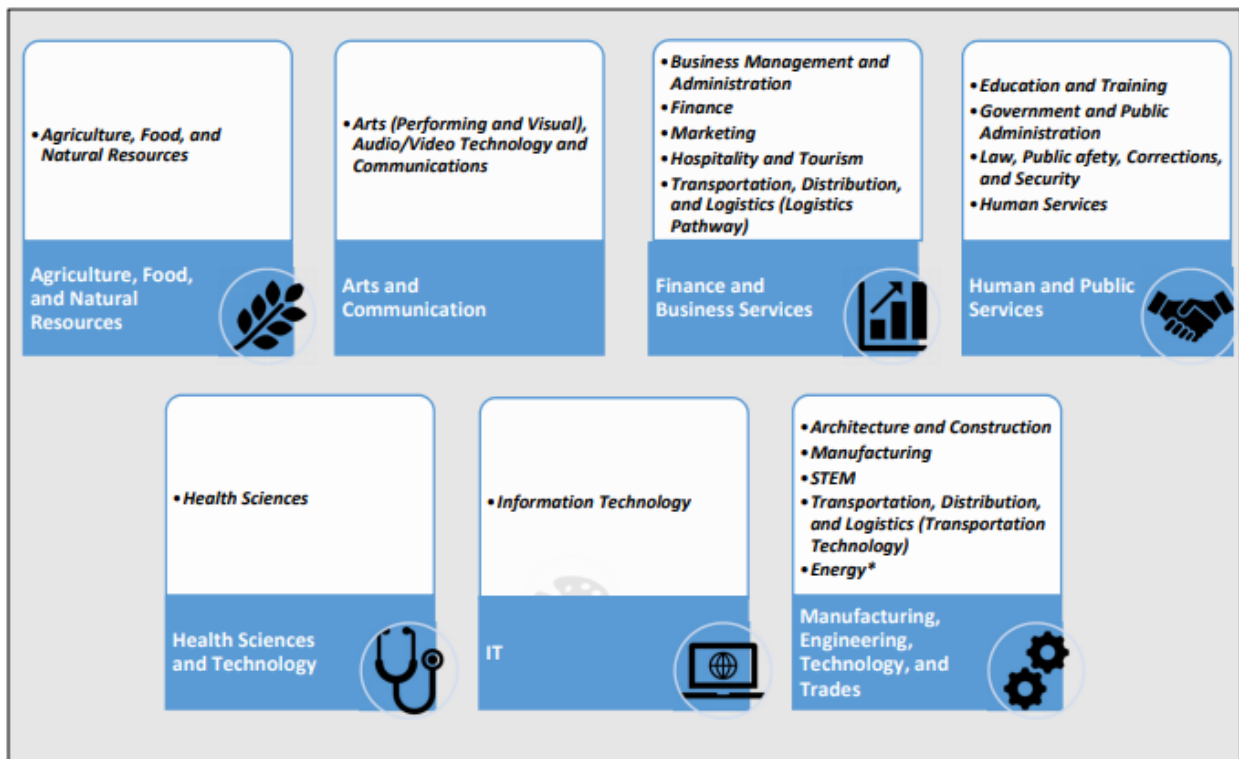 •Agriculture, Food, and
Natural Resources
Agriculture, Food,
and Natural
Resources
•Arts (Performing and Visual),
Audio/Video Technology and
Communications
Arts and
Communication
•Business Management and
Administration
•Finance
•Marketing
•Hospitality and Tourism
•Transportation, Distribution,
and Logistics (Logistics
Pathway)
Finance and
Business Services
•Education and Training
•Government and Public
Administration
•Law, Public afety, Corrections,
and Security
•Human Services
Human and Public
Services
•Health Sciences
Health Sciences
and Technology
•Information Technology
IT
•Architecture and Construction
•Manufacturing
•STEM
•Transportation, Distribution,
and Logistics (Transportation
Technology)
•Energy*
Manufacturing,
Engineering,
Technology, and
Trades